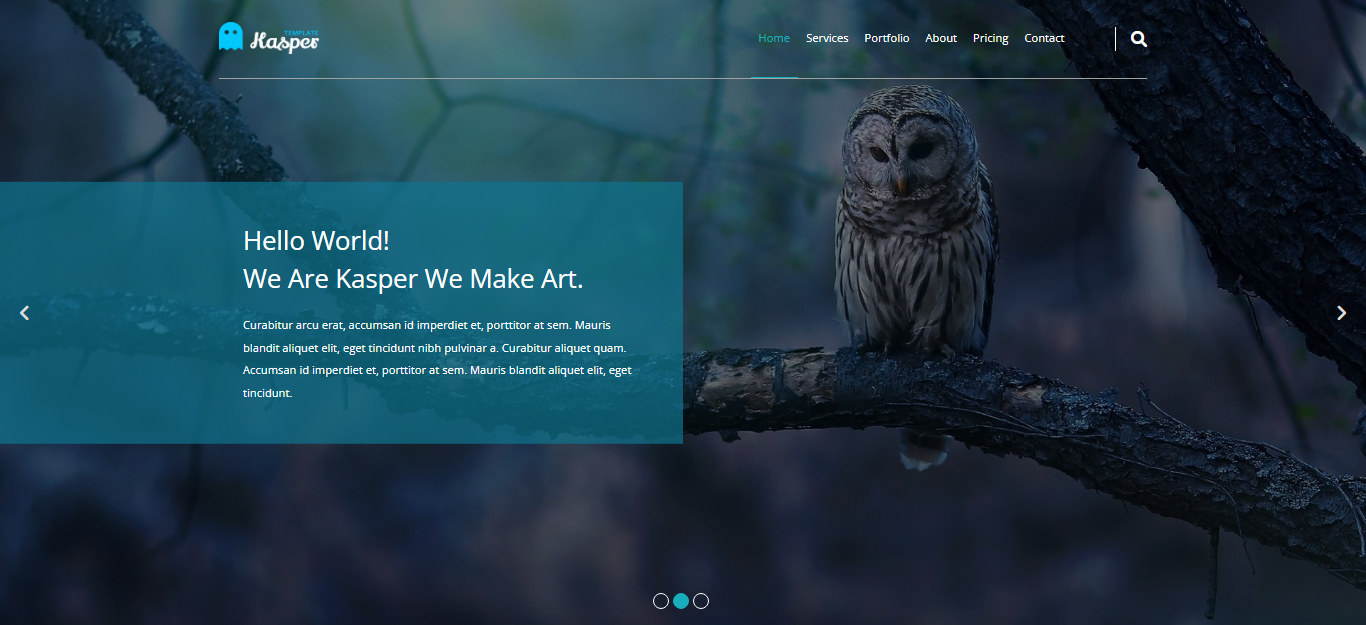 TEMPLATE
Kasper
Home Services Portfolio About Pricing Contact
Hello World!
We Are Kasper We Make Art.
Curabitur arcu erat, accumsan id imperdiet et, porttitor at sem. Mauris
blandit aliquet elit, eget tincidunt nibh pulvinar a. Curabitur aliquet quam.
Accumsan id imperdiet et, porttitor at sem. Mauris blandit aliquet elit, eget
tincidunt.